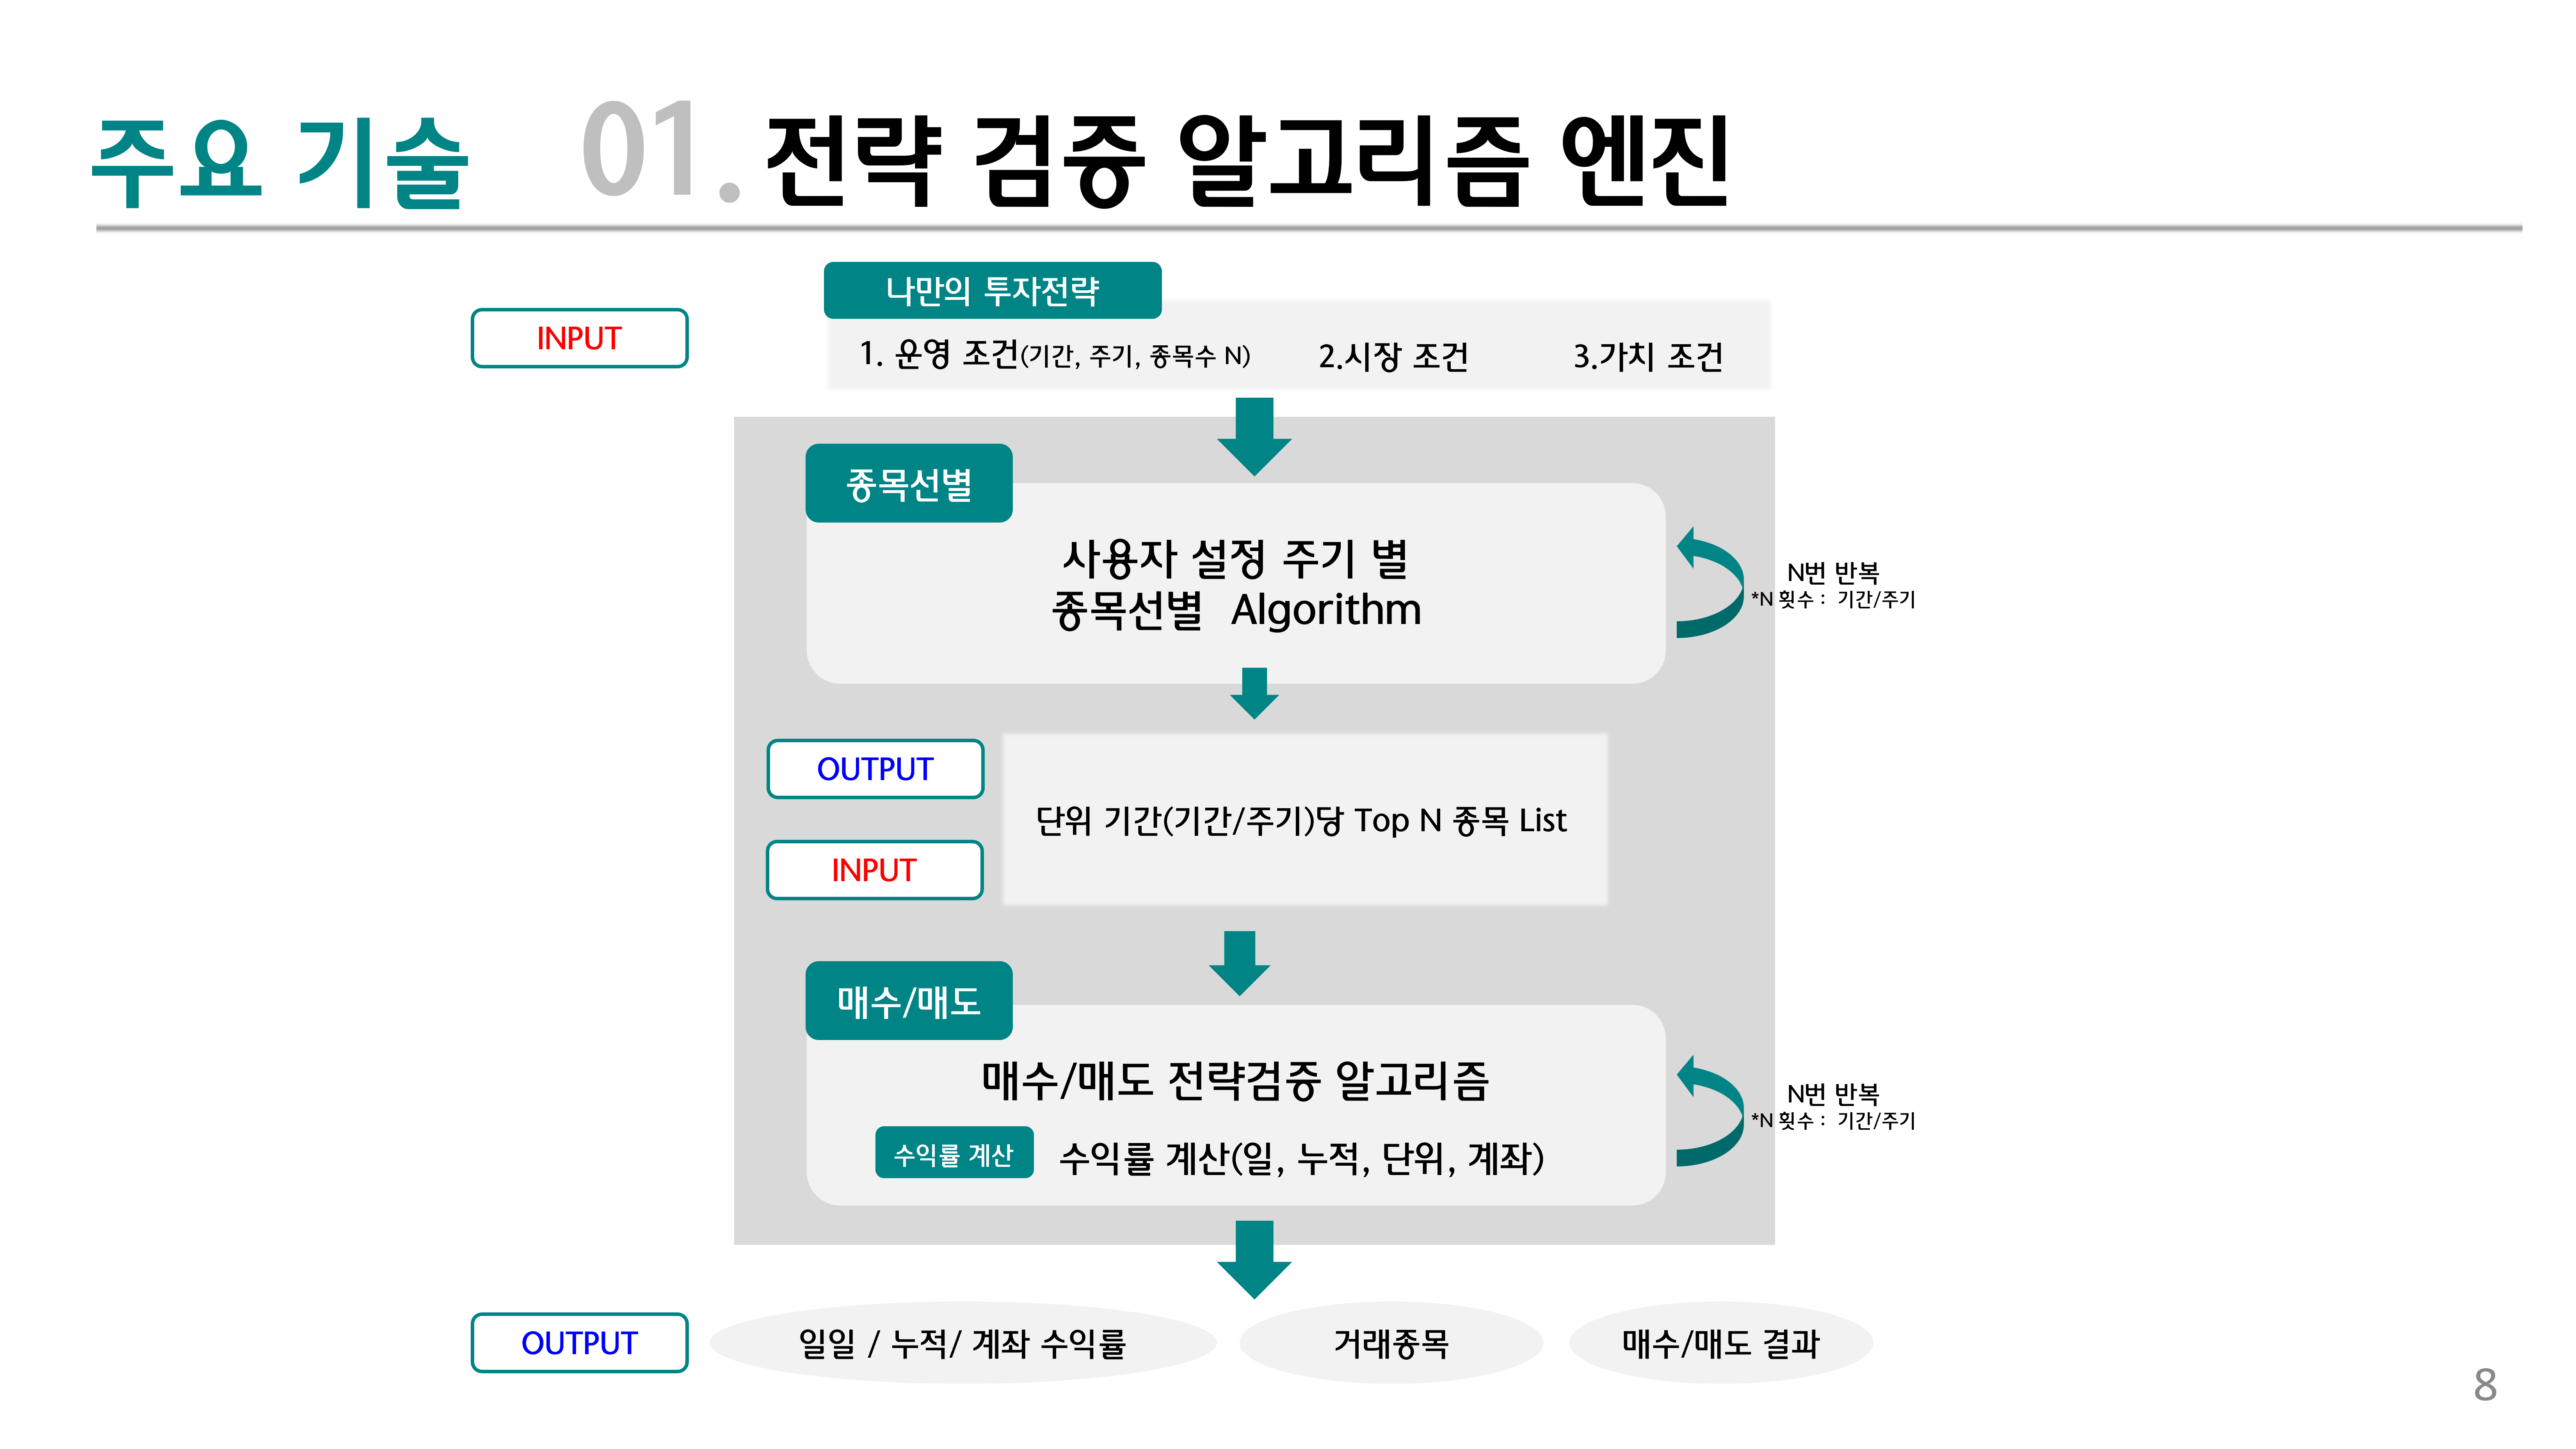 주요 기술 01. 전략 검증 알고리즘 엔진
나만의 투자전략
INPUT
1. 운영 조건(기간, 주기, 종목수 N) 2.시장 조건 3.가치 조건
종목선별
사용자 설정 주기 별
종목선별 Algorithm
N번 반복
*N 횟수 : 기간/주기
OUTPUT
INPUT
단위 기간(기간/주기)당 Top N 종목 List
매수/매도
매수/매도 전략검증 알고리즘
수익률 계산 수익률 계산(일, 누적, 단위, 계좌)
N번 반복
*N 횟수 : 기간/주기
OUTPUT
일일 / 누적/ 계좌 수익률 거래종목 매수/매도 결과
8